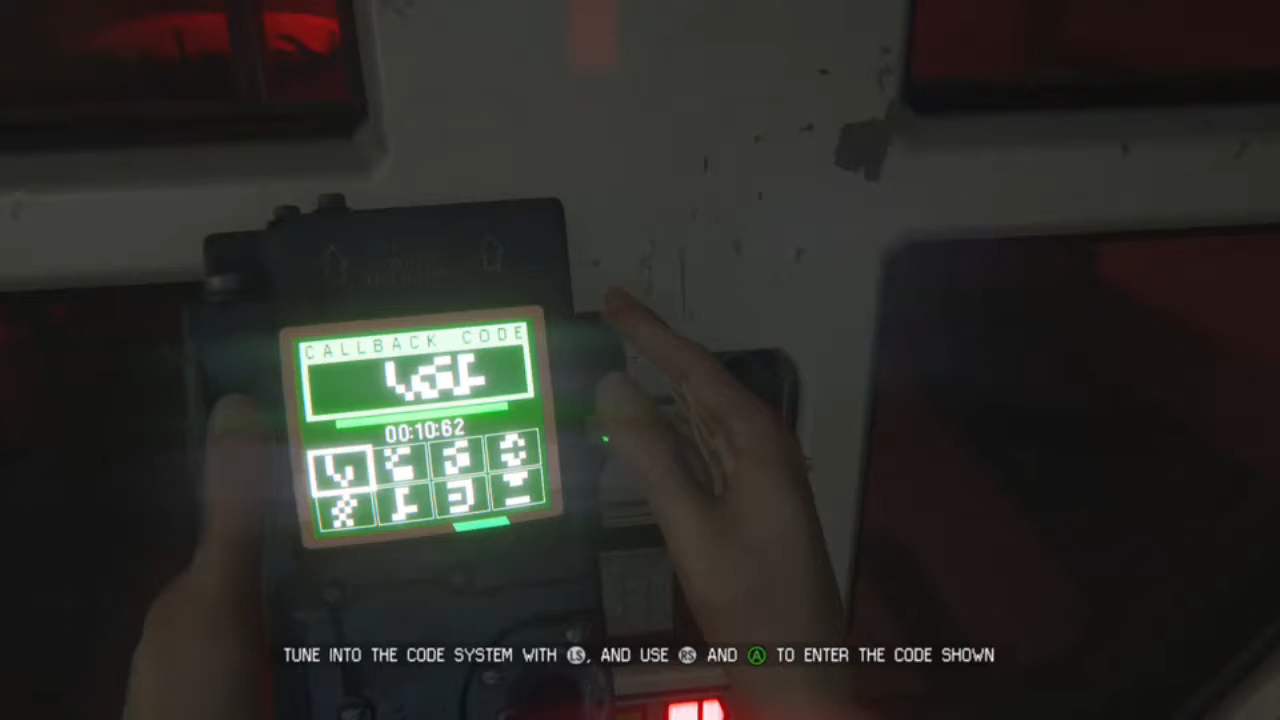 CALLBACK CODE
00:10:62
TUNE INTO THE CODE SYSTEM WITH LS, AND USE RS AND A TO ENTER THE CODE SHOWN